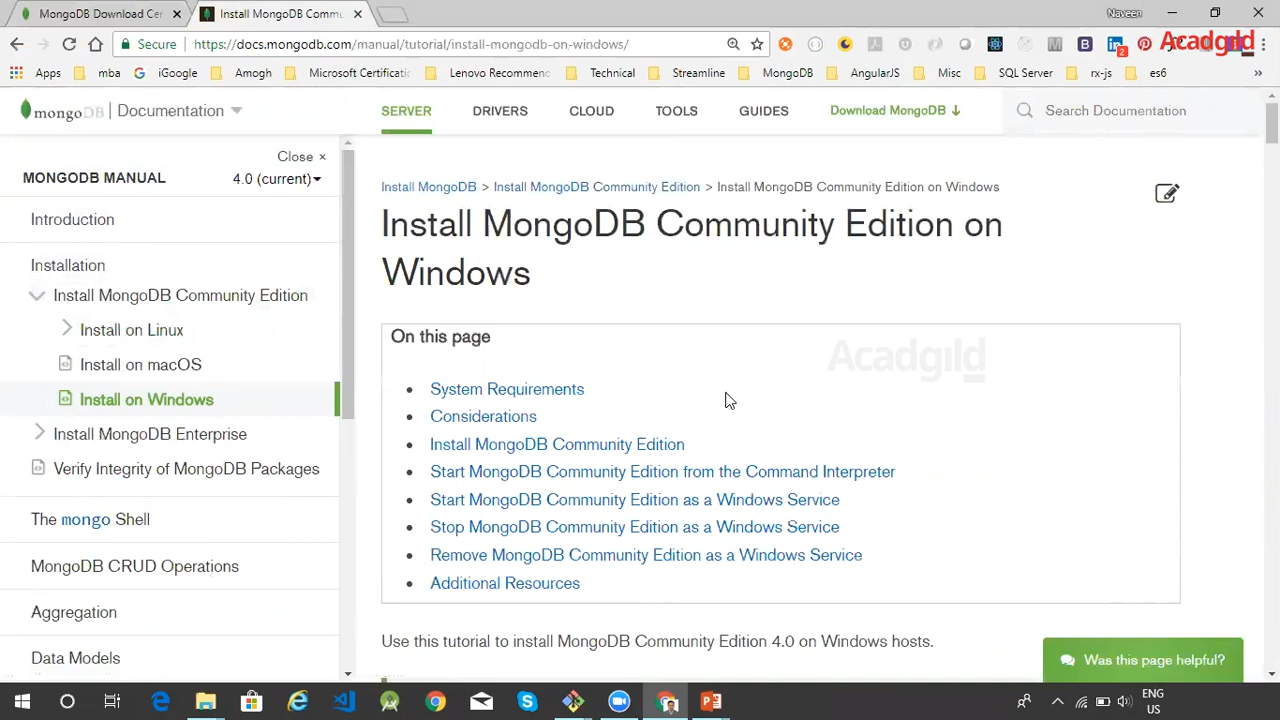 MongoDB Download Cen
Install MongoDB Commu
Naveen
Secure
https://docs.mongodb.com/manual/tutorial/install-mongodb-on-windows/
2
Acadgild
Apps
mba
iGoogle
Amogh
Microsoft Certificatio
Lenovo Recommend
Technical
Streamline
MongoDB
AngularJS
Misc
SQL Server
rx-js
es6
»
mongoDB
Documentation
SERVER
DRIVERS
CLOUD
TOOLS
GUIDES
Download MongoDB
Search Documentation
Close ×
MONGODB MANUAL
4.0 (current)
Introduction
Installation
Install MongoDB Community Edition
Install on Linux
Install on macOS
Install on Windows
Install MongoDB Enterprise
Verify Integrity of MongoDB Packages
The mongo Shell
MongoDB CRUD Operations
Aggregation
Data Models
Install MongoDB > Install MongoDB Community Edition > Install MongoDB Community Edition on Windows
Install MongoDB Community Edition on
Windows
On this page
Acadgild
System Requirements
Considerations
Install MongoDB Community Edition
Start MongoDB Community Edition from the Command Interpreter
Start MongoDB Community Edition as a Windows Service
Stop MongoDB Community Edition as a Windows Service
Remove MongoDB Community Edition as a Windows Service
Additional Resources
Use this tutorial to install MongoDB Community Edition 4.0 on Windows hosts.
Was this page helpful?
ENG
US